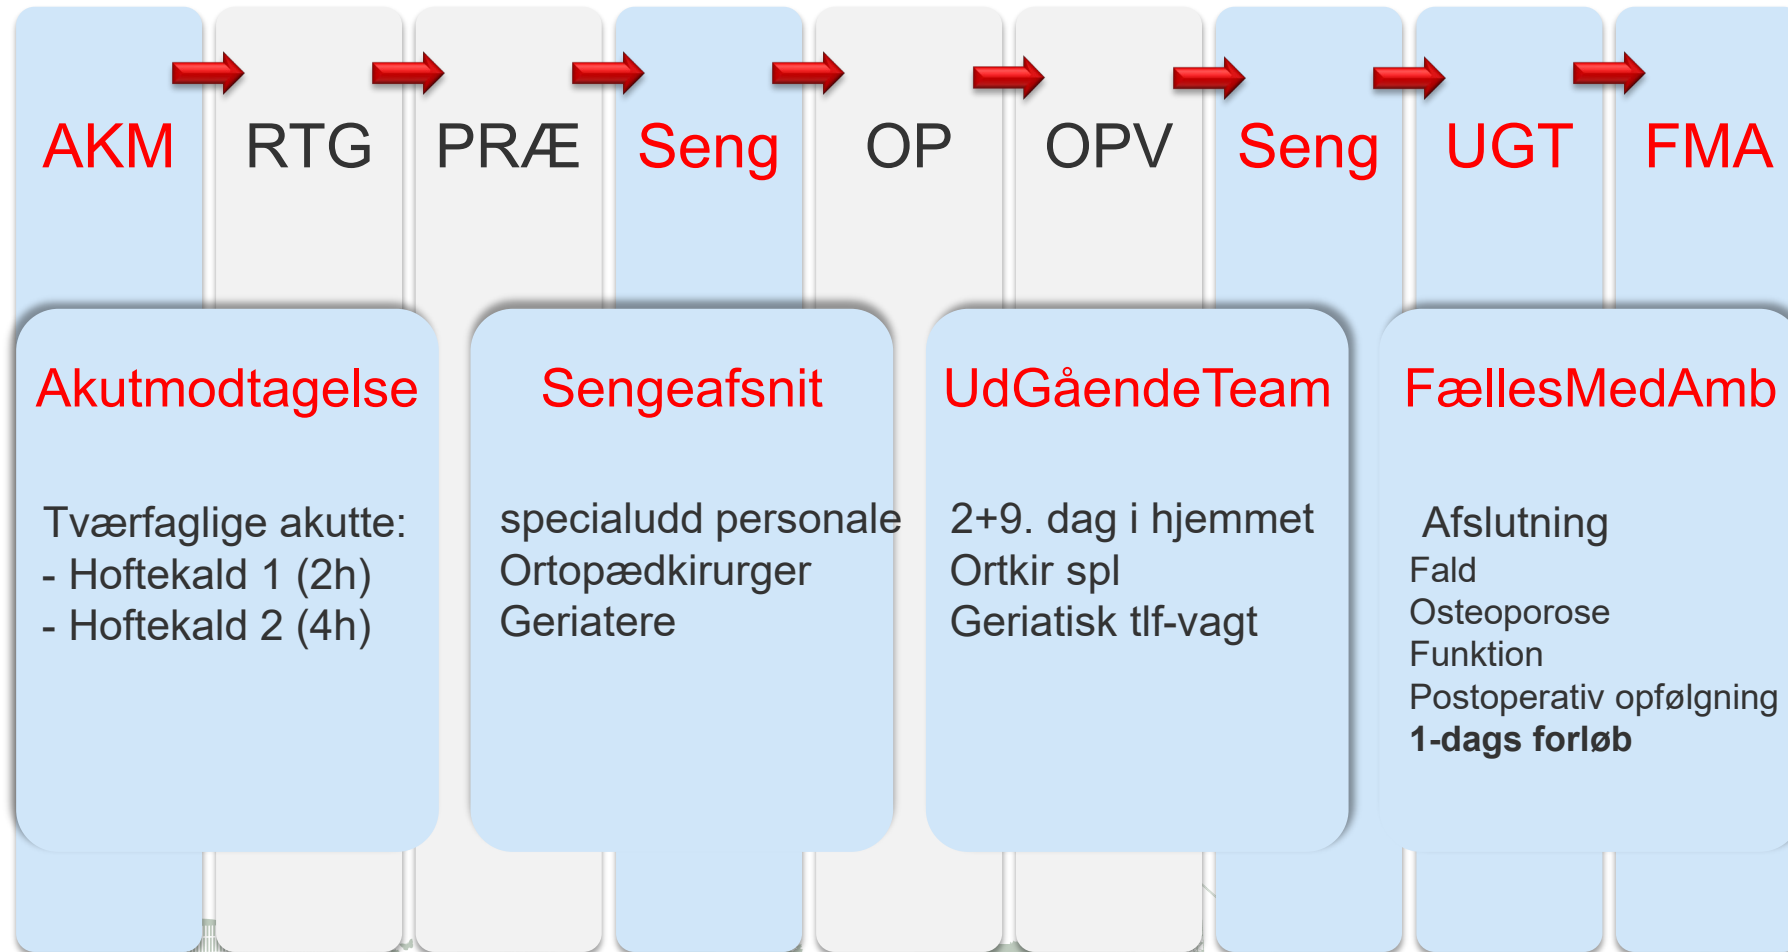 AKM RTG PRÆ Seng OP OPV Seng UGT FMA
Akutmodtagelse
Tværfaglige akutte:
- Hoftekald 1 (2h)
- Hoftekald 2 (4h)
Sengeafsnit
specialudd personale
Ortopædkirurger
Geriatere
UdGåendeTeam
2+9. dag i hjemmet
Ortkir spl
Geriatisk tlf-vagt
FællesMedAmb
Afslutning
Fald
Osteoporose
Funktion
Postoperativ opfølgning
1-dags forløb